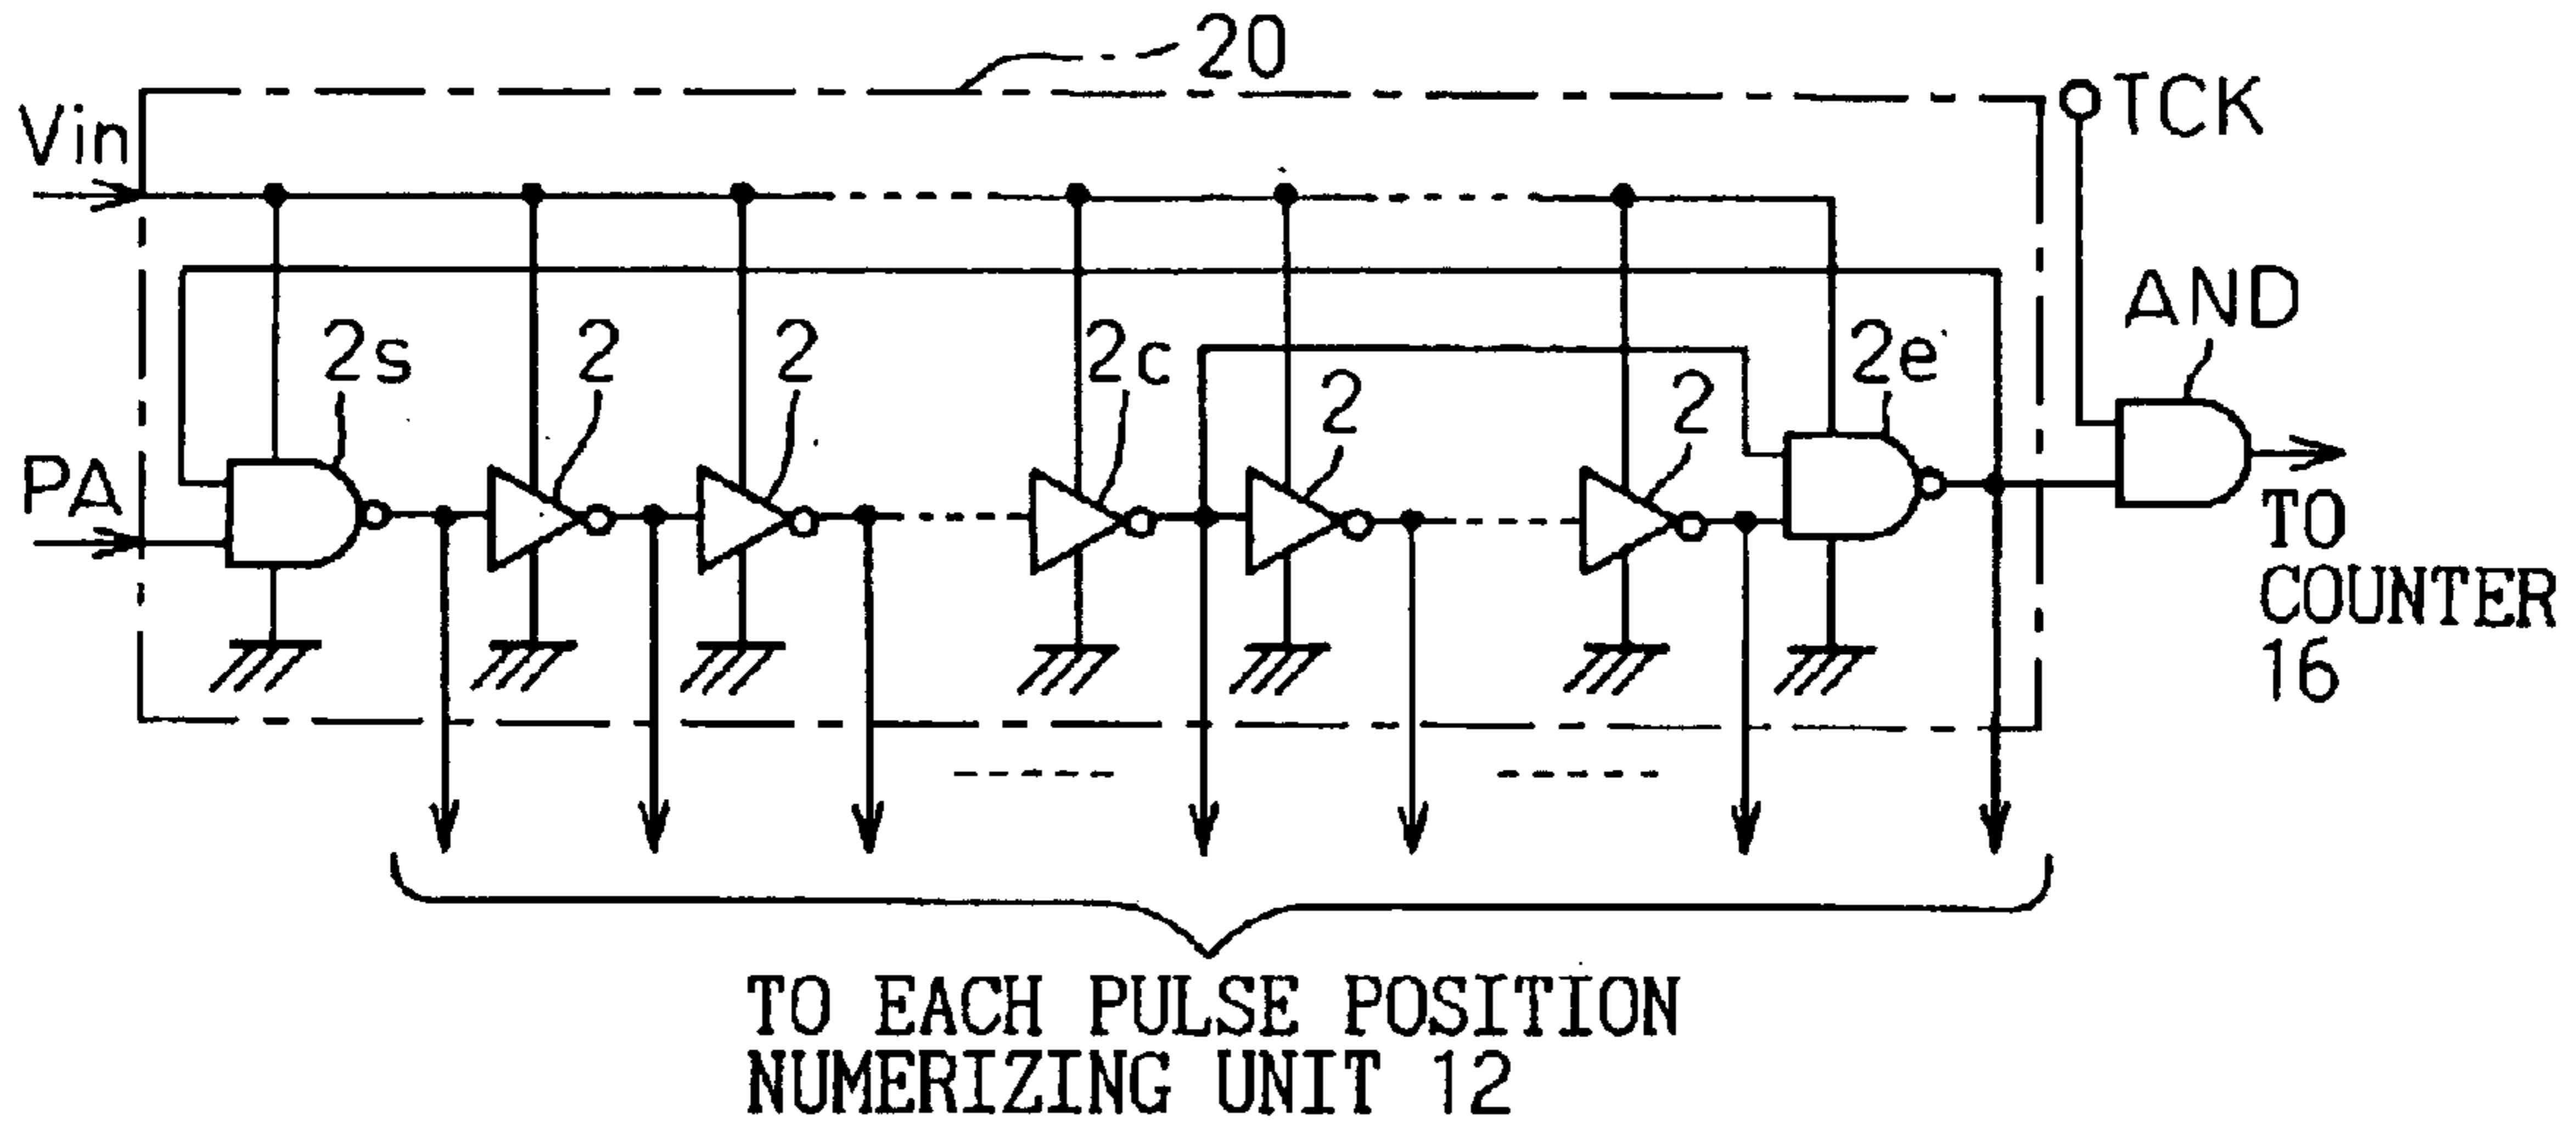 20
Vin
TCK
AND
2s
2
2
2c
2
2
2e
PA
TO
COUNTER
16
TO EACH PULSE POSITION
NUMERIZING UNIT 12